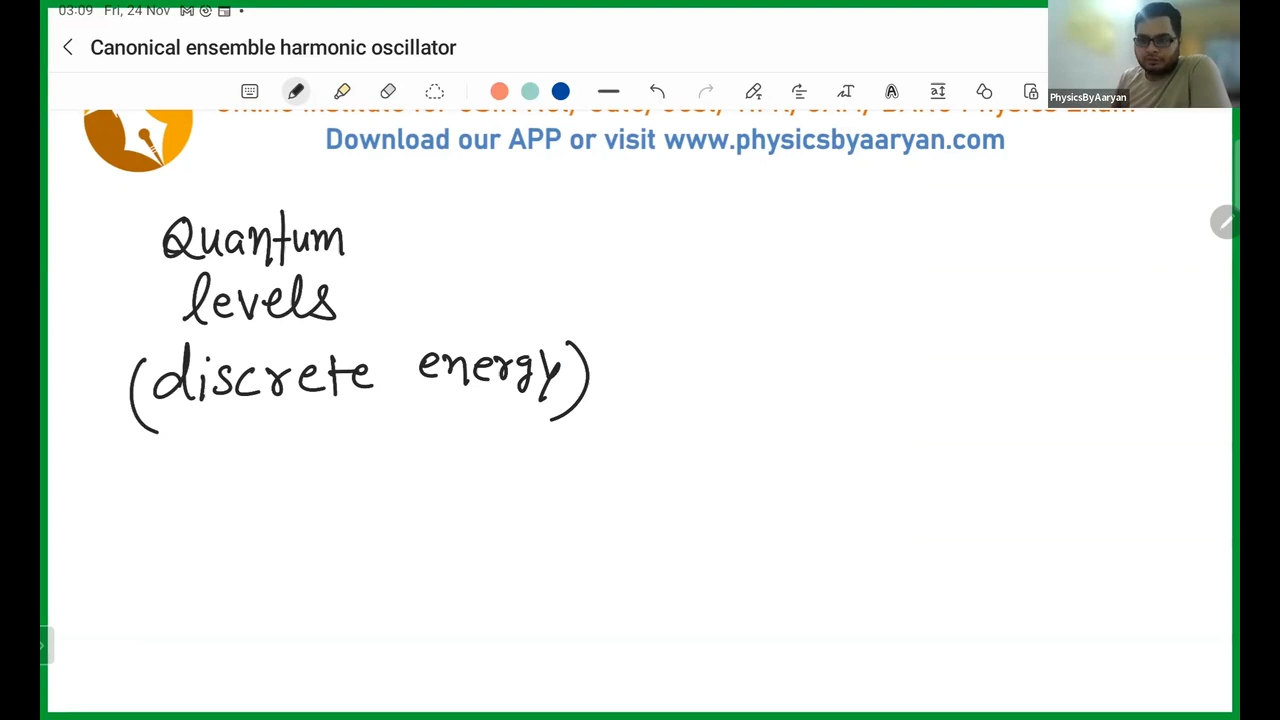 03:09 Fri, 24 Nov
Canonical ensemble harmonic oscillator
PhysicsByAaryan
Download our APP or visit www.physicsbyaaryan.com
Quantum
levels
(discrete energy)